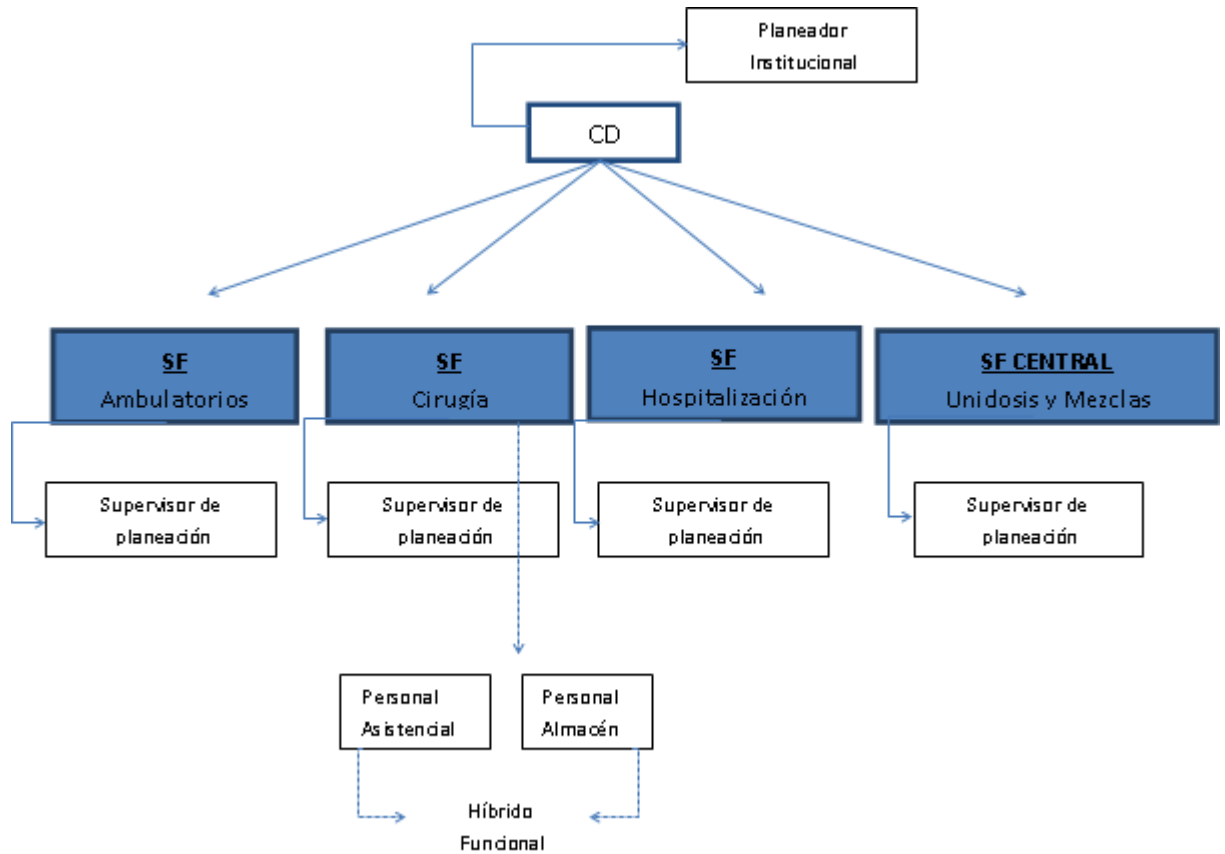 Planeador
Institucional
CD
SF
Ambulatorios
SF
Cirugía
SF
Hospitalización
SF CENTRAL
Unidosis y Mezclas
Supervisor de
planeación
Supervisor de
planeación
Supervisor de
planeación
Supervisor de
planeación
Personal
Asistencial
Personal
Almacén
Híbrido
Funcional